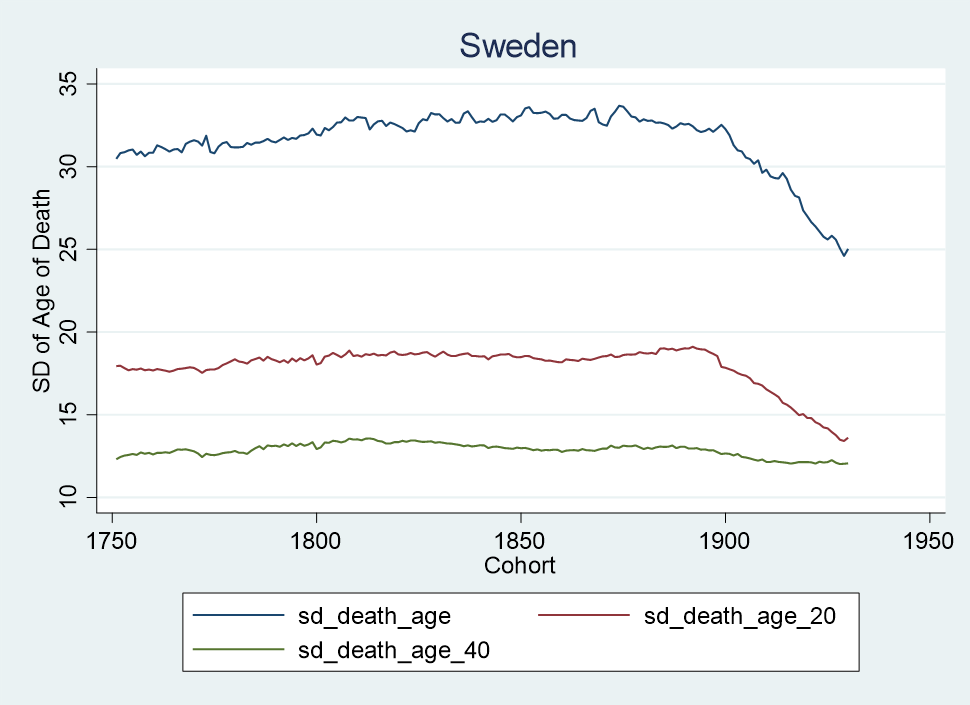 Sweden
SD of Age of Death
35
30
25
20
15
10
1750 1800 1850 1900 1950
Cohort
sd_death_age sd_death_age_20
sd_death_age_40